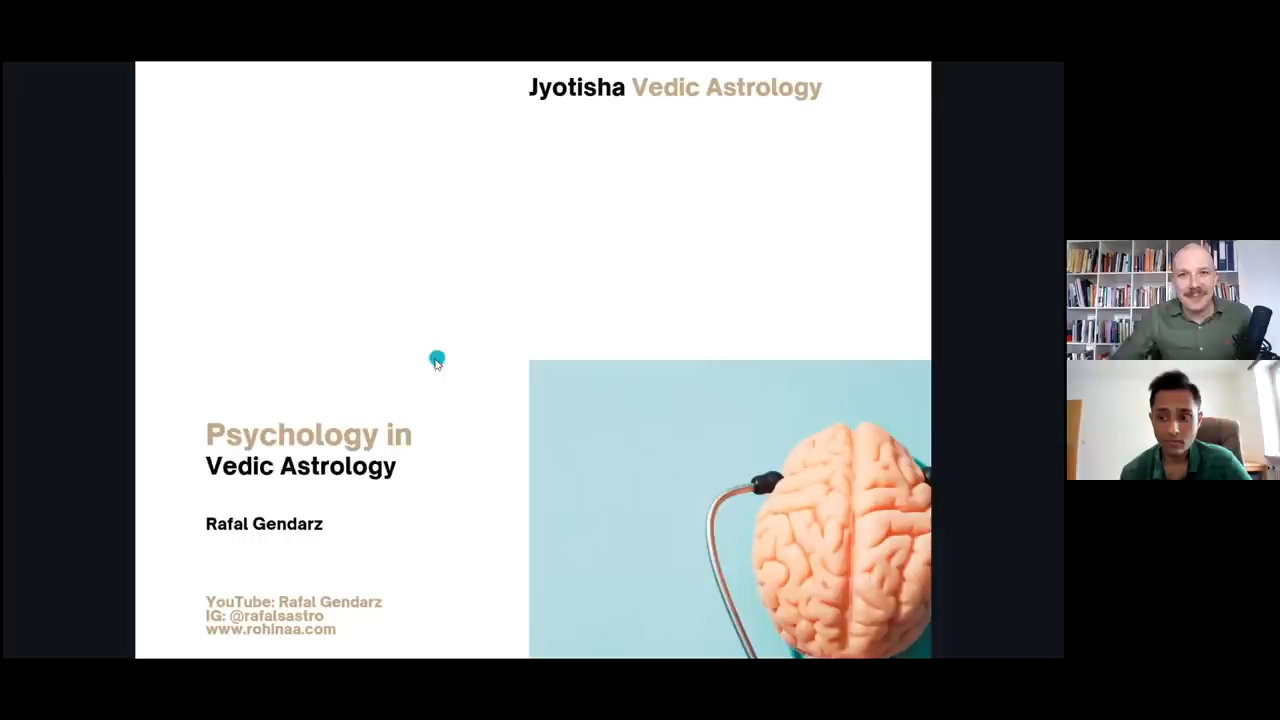 Jyotisha Vedic Astrology
Psychology in
Vedic Astrology
Rafal Gendarz
YouTube: Rafal Gendarz
IG: @rafalsastro
www.rohinaa.com